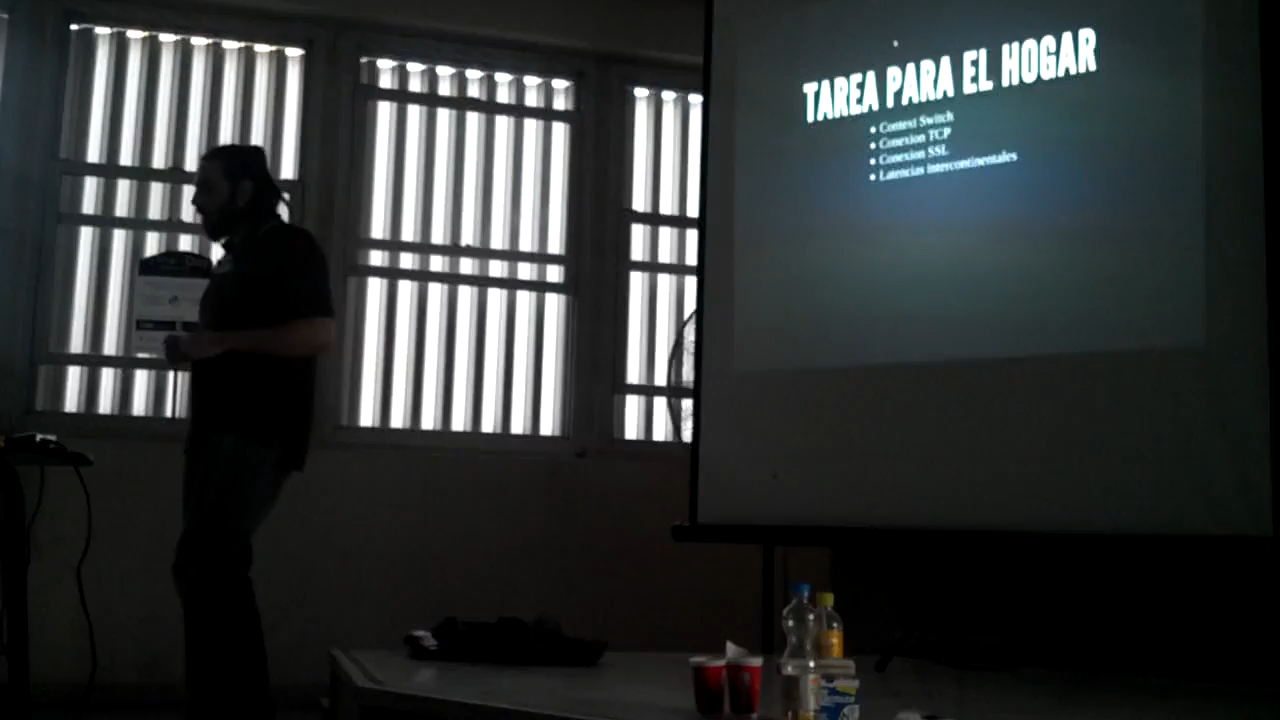 TAREA PARA EL HOGAR
• Context Switch
• Conexion TCP
• Conexion SSL
• Latencias intercontinentales